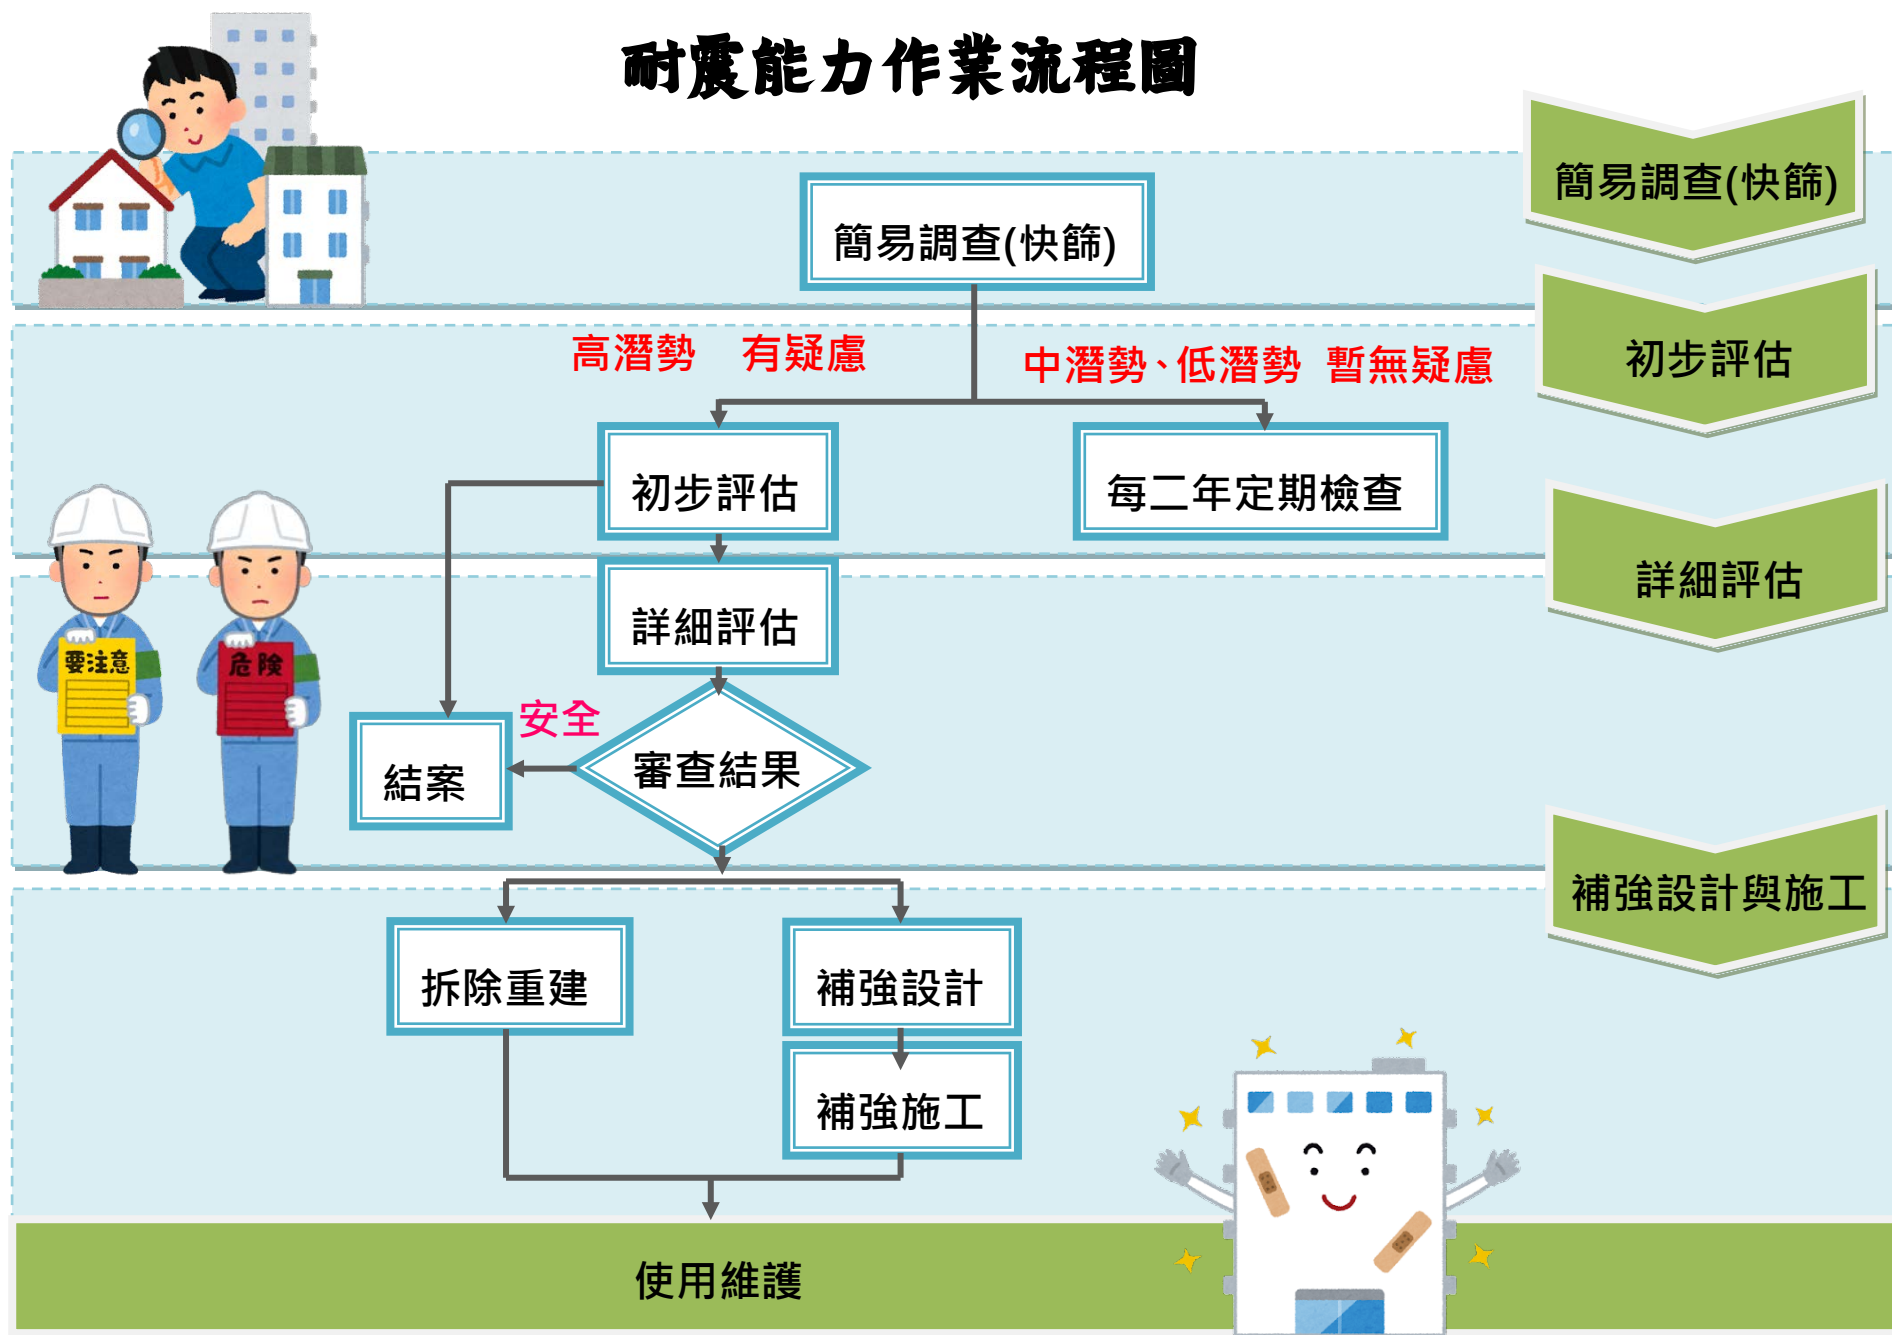 耐震能力作業流程圖
簡易調查(快篩)
簡易調查(快篩)
高潛勢 有疑慮
中潛勢、低潛勢 暫無疑慮
初步評估
初步評估
每二年定期檢查
詳細評估
詳細評估
要注意
危険
安全
結案
審查結果
補強設計與施工
拆除重建
補強設計
補強施工
使用維護